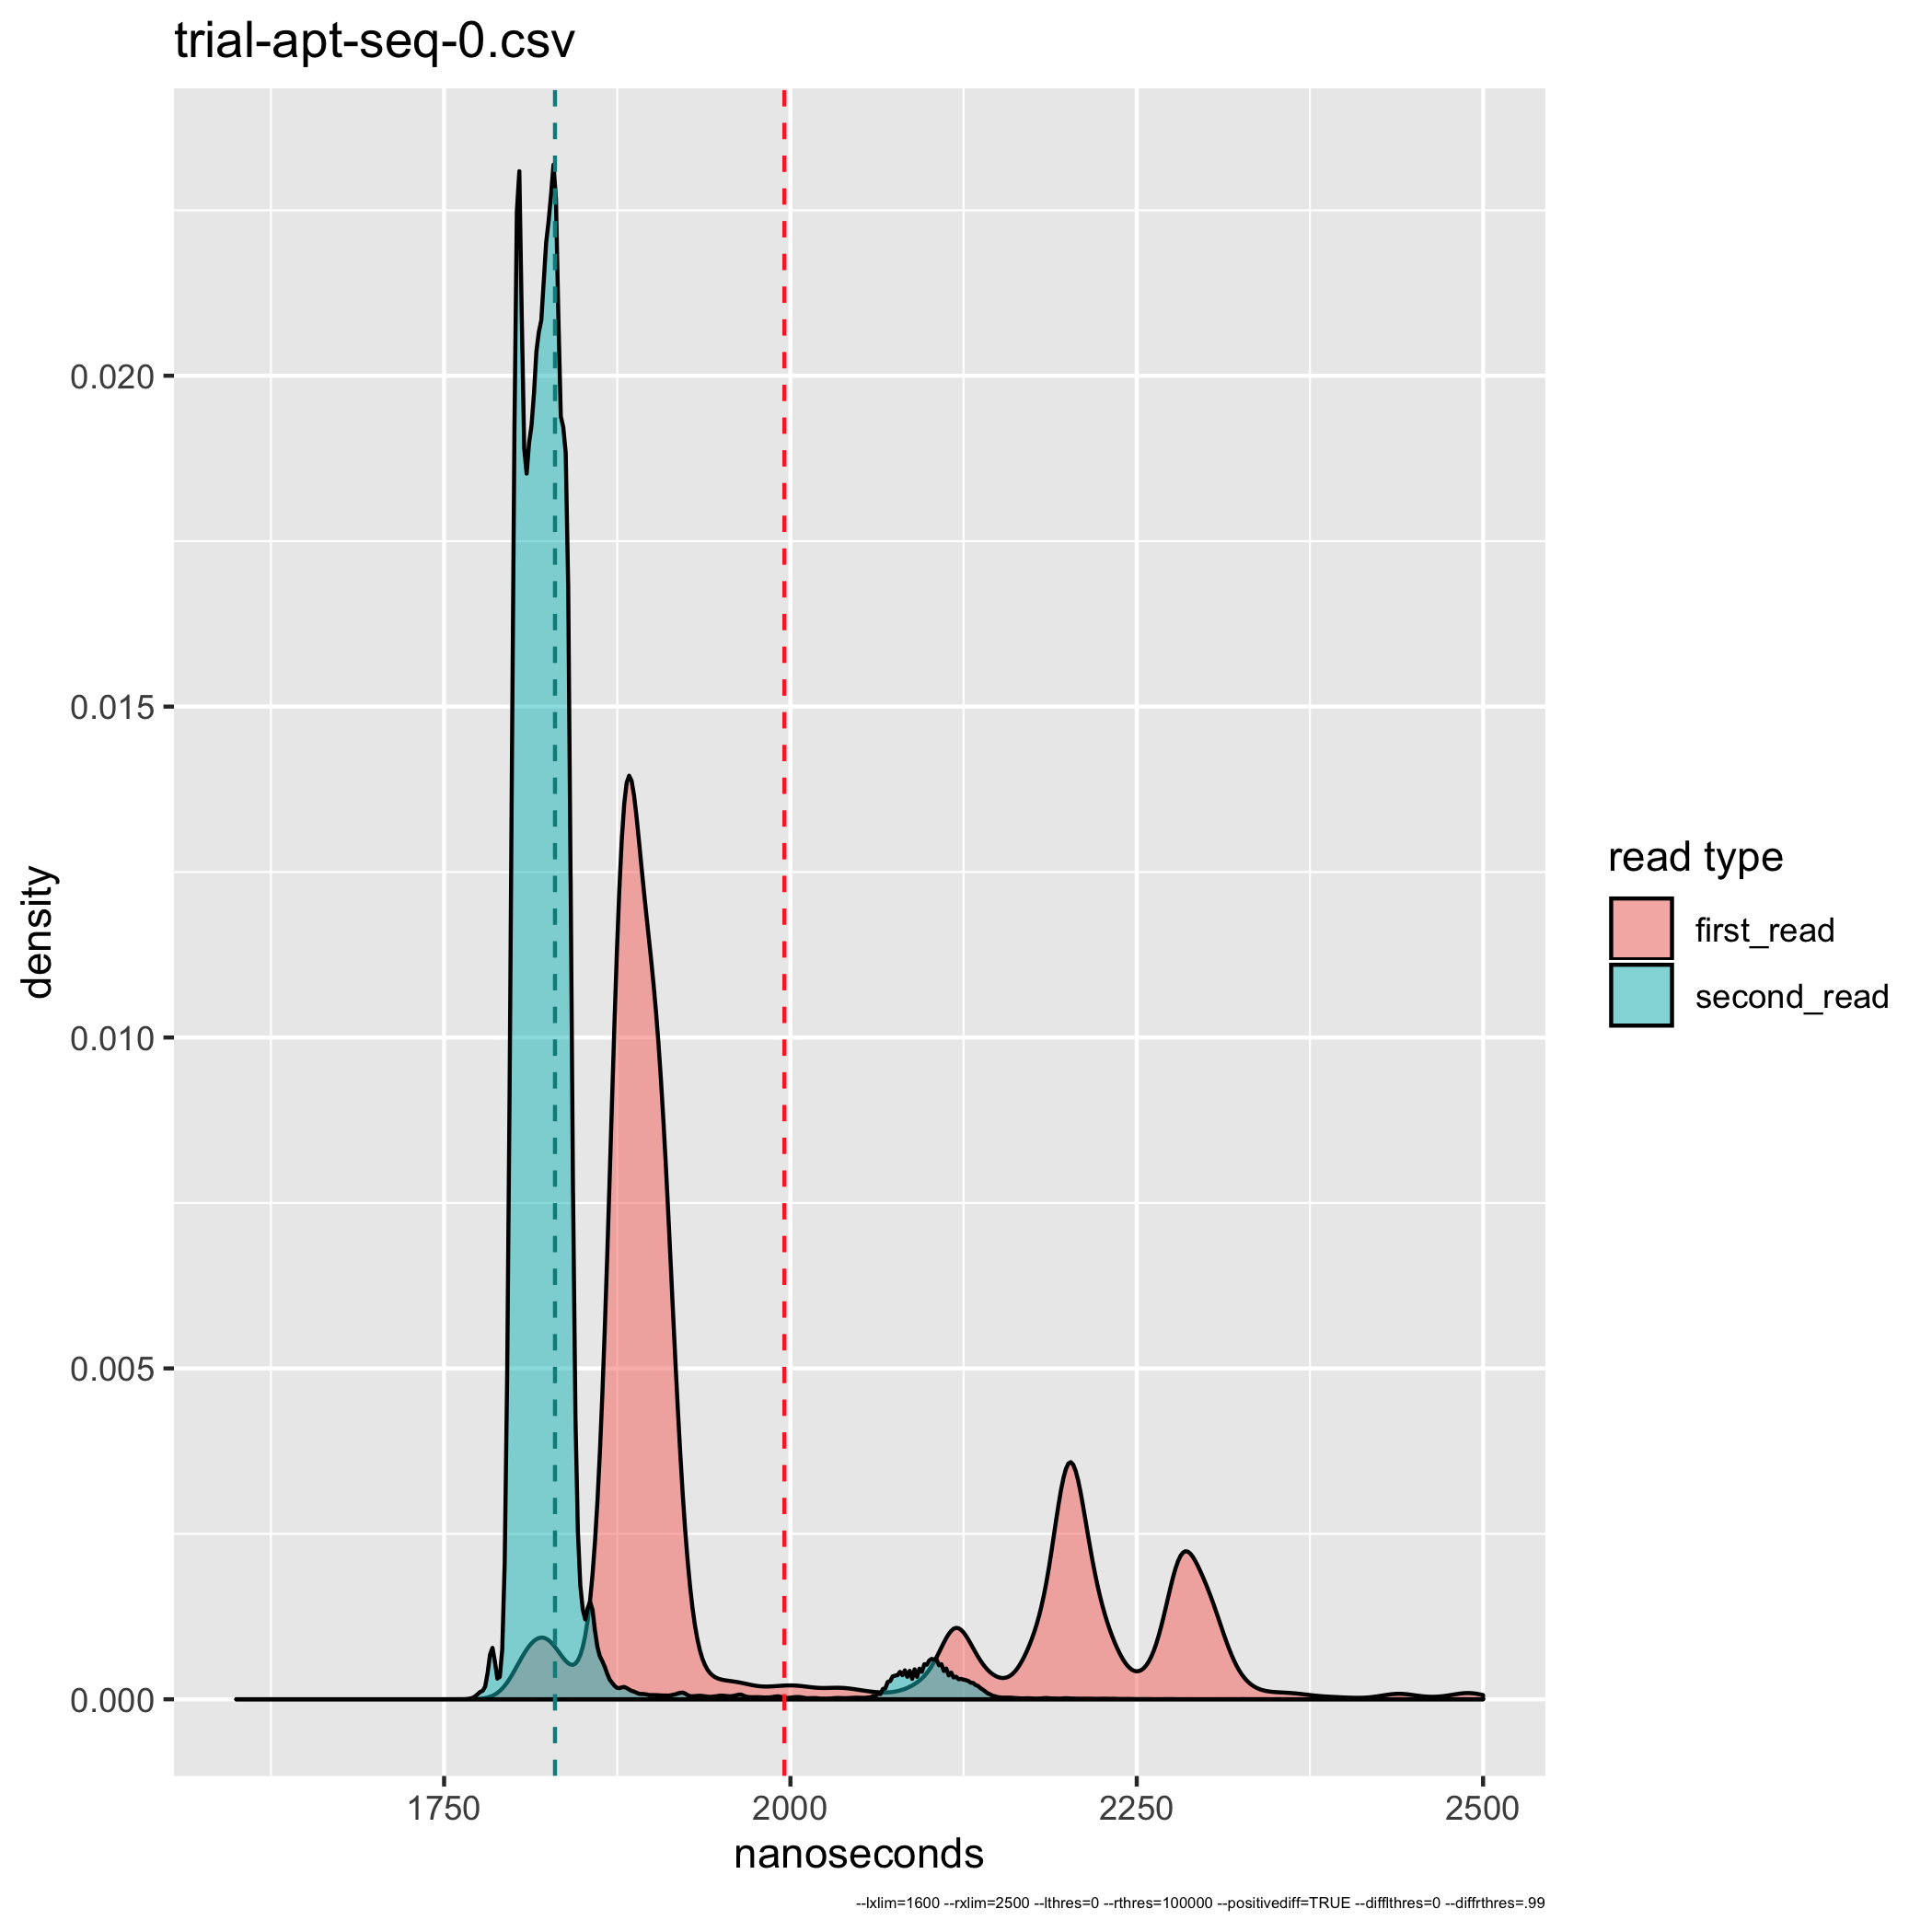 trial-apt-seq-0.csv
0.020
0.015
0.010
0.005
0.000
density
1750 2000 2250 2500
nanoseconds
read type
first_read
second_read
--lxlim=1600 --rxlim=2500 --lthres=0 --rthres=100000 --positivediff=TRUE --difflthres=0 --diffrthres=.99